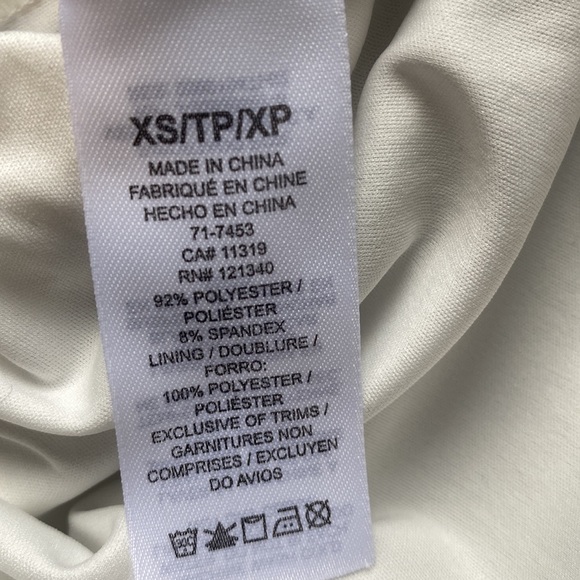 XS/TP/XP
MADE IN CHINA
FABRIQUÉ EN CHINE
HECHO EN CHINA
71-7453
CA# 11319
RN# 121340
92% POLYESTER /
POLIÉSTER
8% SPANDEX
LINING / DOUBLURE /
FORRO:
100% POLYESTER /
POLIÉSTER
EXCLUSIVE OF TRIMS /
GARNITURES NON
COMPRISES / EXCLUYEN
DO AVIOS
30C